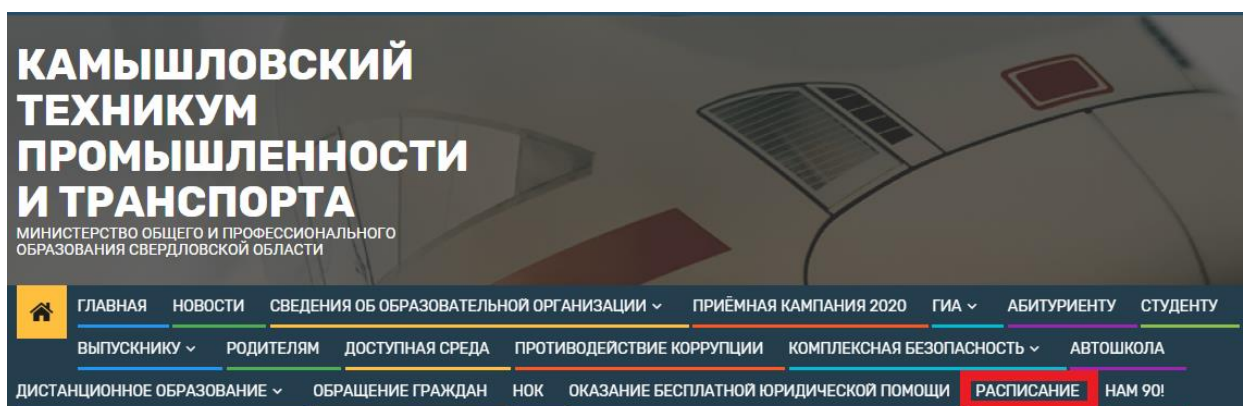 КАМЫШЛОВСКИЙ
ТЕХНИКУМ
ПРОМЫШЛЕННОСТИ
И ТРАНСПОРТА
МИНИСТЕРСТВО ОБЩЕГО И ПРОФЕССИОНАЛЬНОГО
ОБРАЗОВАНИЯ СВЕРДЛОВСКОЙ ОБЛАСТИ
ГЛАВНАЯ НОВОСТИ СВЕДЕНИЯ ОБ ОБРАЗОВАТЕЛЬНОЙ ОРГАНИЗАЦИИ ПРИЁМНАЯ КАМПАНИЯ 2020 ГИА АБИТУРИЕНТУ СТУДЕНТУ
ВЫПУСКНИКУ РОДИТЕЛЯМ ДОСТУПНАЯ СРЕДА ПРОТИВОДЕЙСТВИЕ КОРРУПЦИИ КОМПЛЕКСНАЯ БЕЗОПАСНОСТЬ АВТОШКОЛА
ДИСТАНЦИОННОЕ ОБРАЗОВАНИЕ ОБРАЩЕНИЕ ГРАЖДАН НОК ОКАЗАНИЕ БЕСПЛАТНОЙ ЮРИДИЧЕСКОЙ ПОМОЩИ РАСПИСАНИЕ НАМ 90!